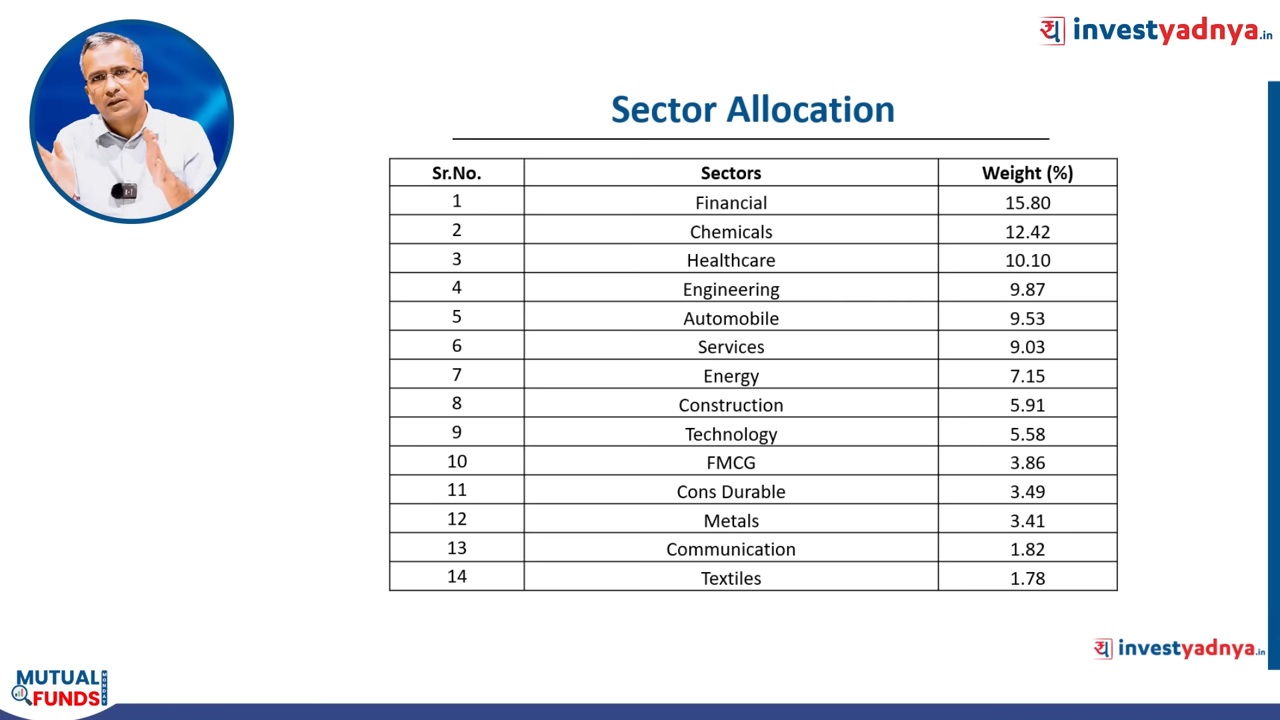 investyadnya.in
Sector Allocation
Sr.No. Sectors Weight (%)
1 Financial 15.80
2 Chemicals 12.42
3 Healthcare 10.10
4 Engineering 9.87
5 Automobile 9.53
6 Services 9.03
7 Energy 7.15
8 Construction 5.91
9 Technology 5.58
10 FMCG 3.86
11 Cons Durable 3.49
12 Metals 3.41
13 Communication 1.82
14 Textiles 1.78
investyadnya.in
MUTUAL
FUNDS
MONDAY